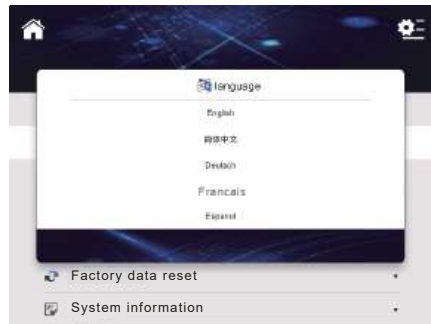 language
English
简体中文
Deutsch
Francais
Espanol
Factory data reset
System information